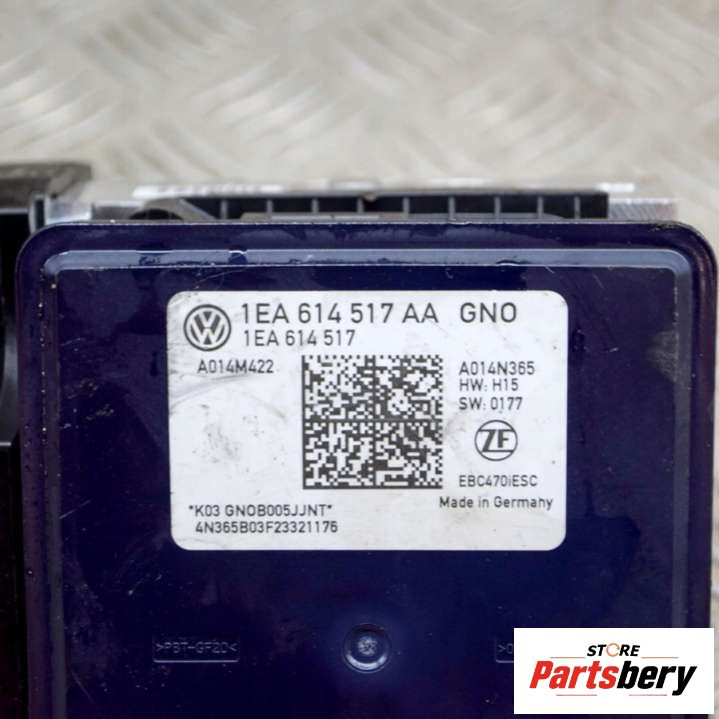 1EA 614 517 AA GNO
1EA 614 517
A014M422
A014N365
HW: H15
SW: 0177
ZF
EBC470iESC
Made in Germany
*K03 GNOB005JJNT*
4N365B03F23321176
>PBT-GF20<
STORE
Partsbery